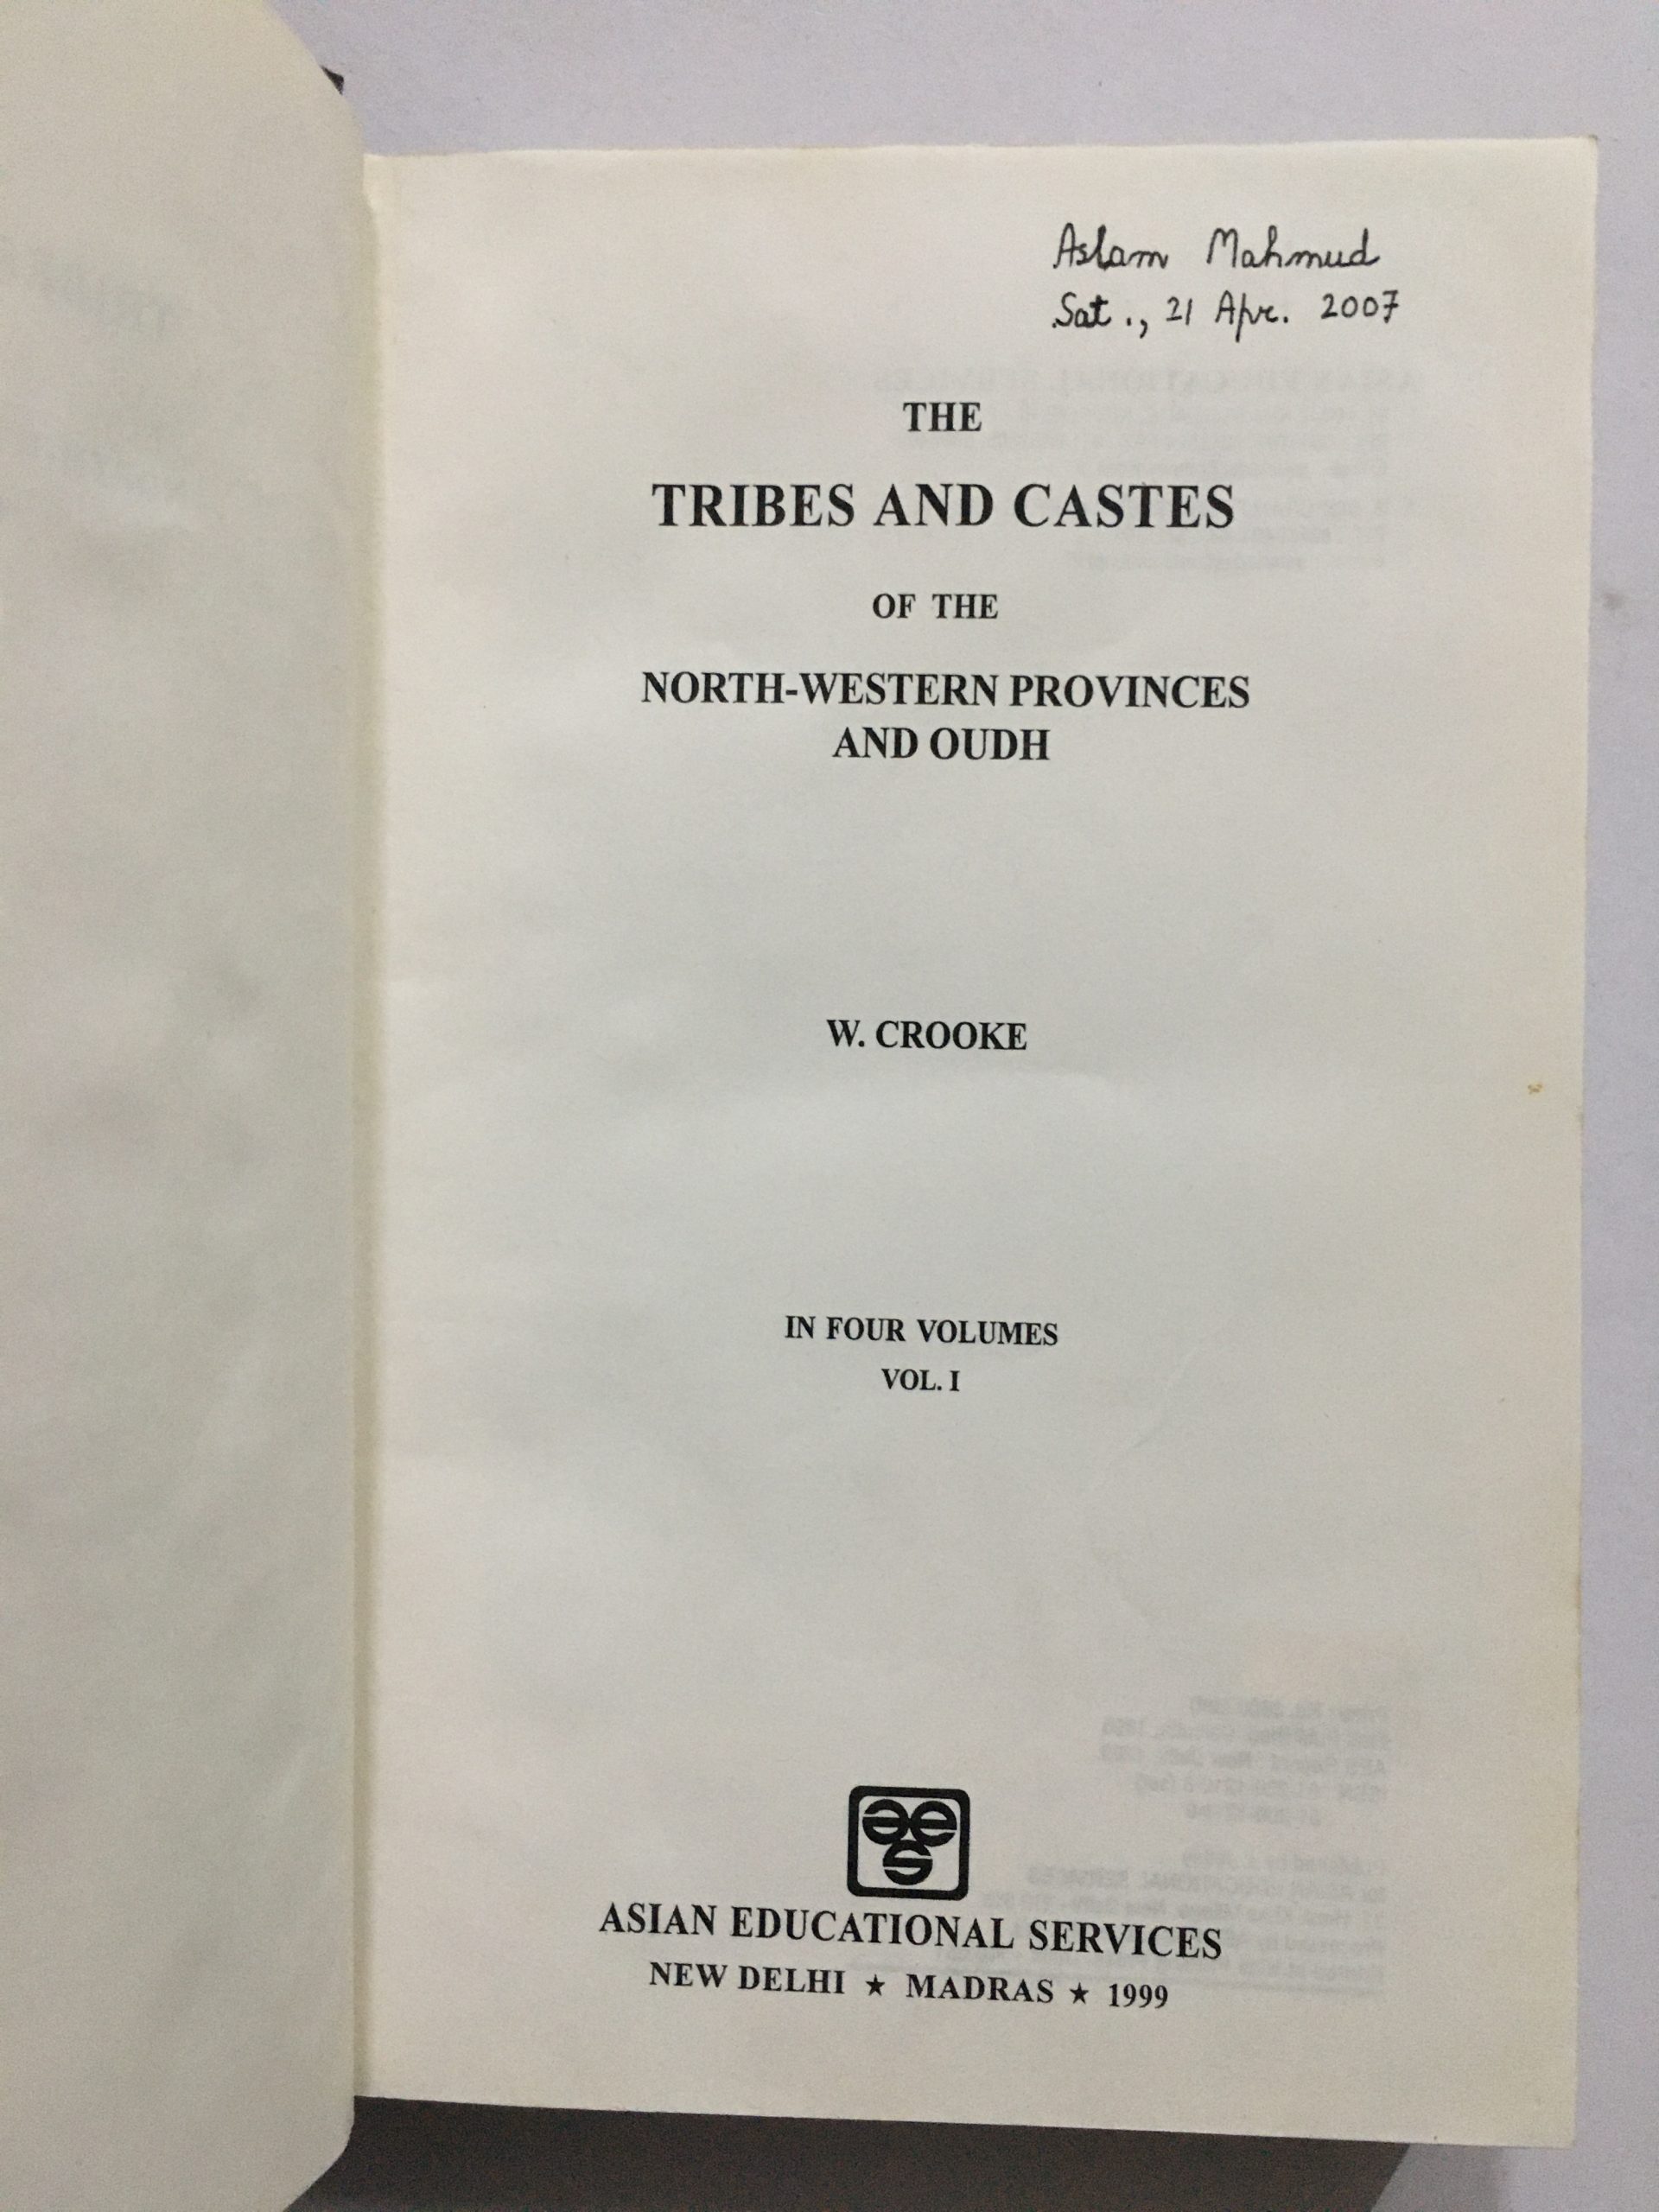 Aslam Mahmud
Sat., 21 Apr. 2007
THE
TRIBES AND CASTES
OF THE
NORTH-WESTERN PROVINCES
AND OUDH
W. CROOKE
IN FOUR VOLUMES
VOL. I
aes
ASIAN EDUCATIONAL SERVICES
NEW DELHI ★ MADRAS ★ 1999